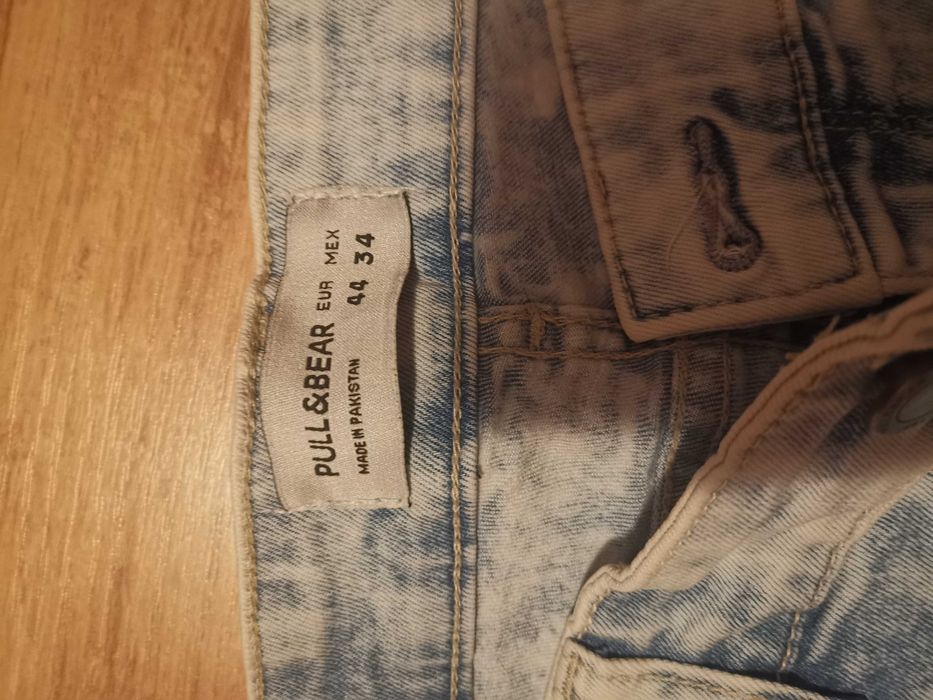 PULL&BEAR EUR MEX
MADE IN PAKISTAN 44 34